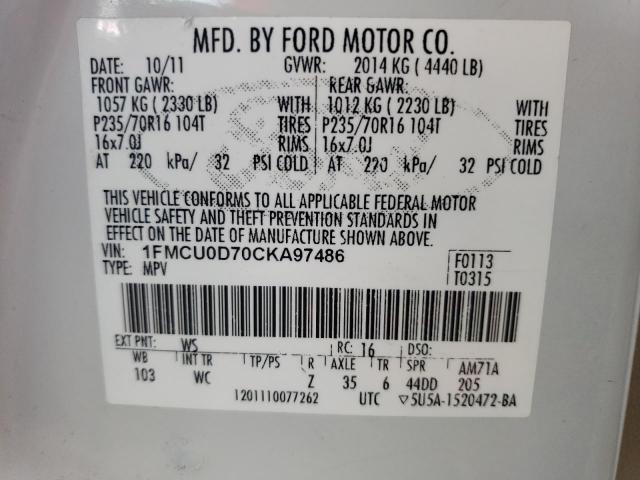 MFD. BY FORD MOTOR CO.
DATE: 10/11 GVWR: 2014 KG ( 4440 LB)
FRONT GAWR: REAR GAWR:
1057 KG ( 2330 LB) WITH 1012 KG ( 2230 LB) WITH
P235/70R16 104T TIRES P235/70R16 104T TIRES
16x7.0J RIMS 16x7.0J RIMS
AT 220 kPa/ 32 PSI COLD AT 220 kPa/ 32 PSI COLD
THIS VEHICLE CONFORMS TO ALL APPLICABLE FEDERAL MOTOR
VEHICLE SAFETY AND THEFT PREVENTION STANDARDS IN
EFFECT ON THE DATE OF MANUFACTURE SHOWN ABOVE.
VIN: 1FMCU0D70CKA97486 F0113
TYPE: MPV T0315
EXT PNT: WS RC: 16 DSO:
WB INT TR TP/PS R AXLE TR SPR AM71A
103 WC Z 35 6 44DD 205
1201110077262 UTC ▽5U5A-1520472-BA